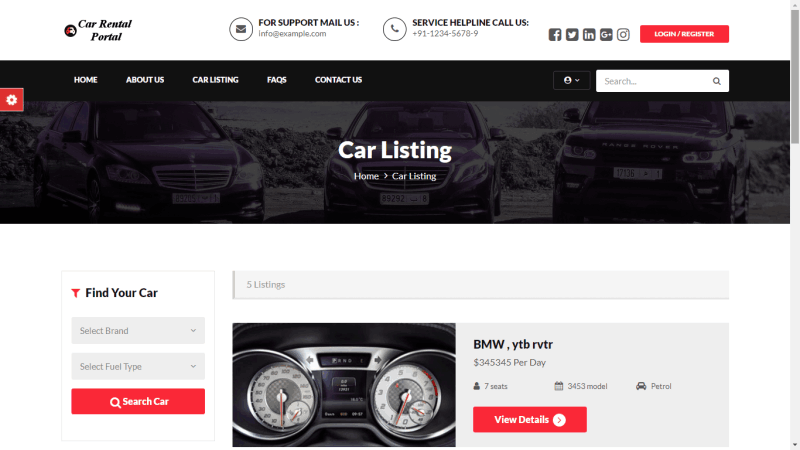 Car Rental
Portal
FOR SUPPORT MAIL US :
info@example.com
SERVICE HELPLINE CALL US:
+91-1234-5678-9
LOGIN / REGISTER
HOME
ABOUT US
CAR LISTING
FAQS
CONTACT US
Search...
Car Listing
Home > Car Listing
Find Your Car
Select Brand
Select Fuel Type
Search Car
5 Listings
BMW , ytb rvtr
$345345 Per Day
7 seats
3453 model
Petrol
View Details